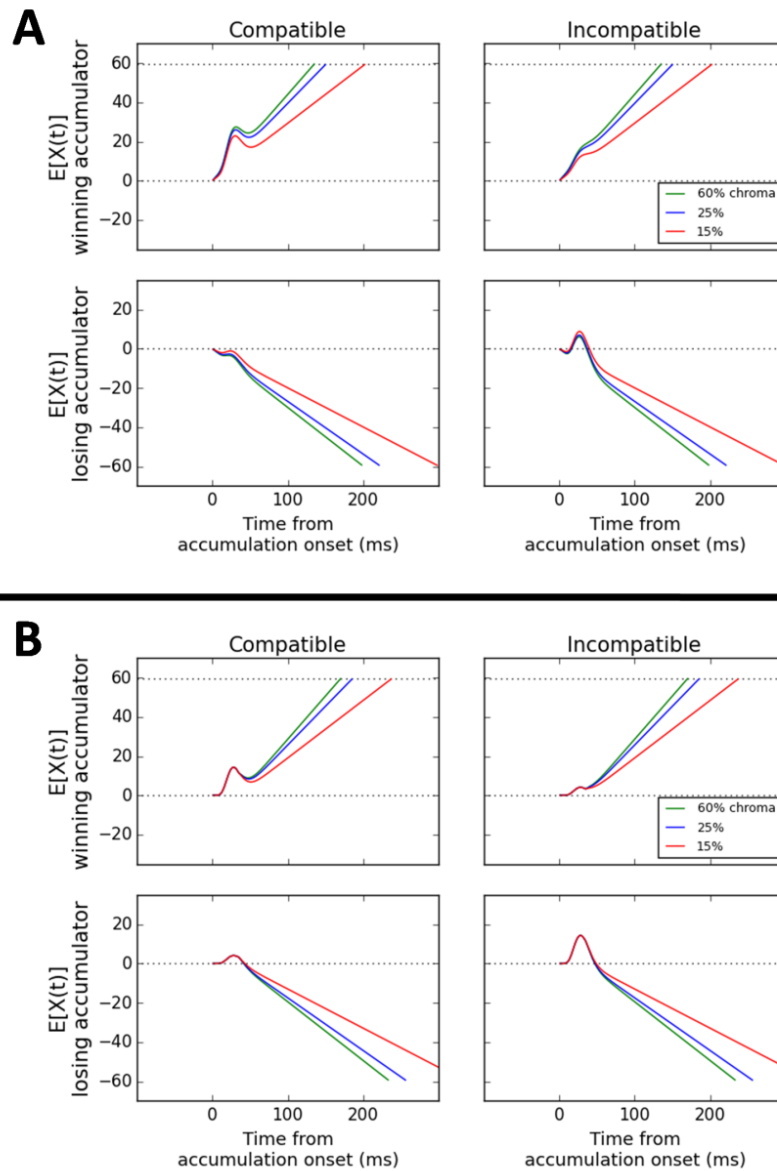 A
Compatible
Incompatible
E[X(t)]
winning accumulator
60
40
20
0
−20
60% chroma
25%
15%
E[X(t)]
losing accumulator
20
0
−20
−40
−60
0 100 200
0 100 200
Time from
accumulation onset (ms)
Time from
accumulation onset (ms)
B
Compatible
Incompatible
E[X(t)]
winning accumulator
60
40
20
0
−20
60% chroma
25%
15%
E[X(t)]
losing accumulator
20
0
−20
−40
−60
0 100 200
0 100 200
Time from
accumulation onset (ms)
Time from
accumulation onset (ms)